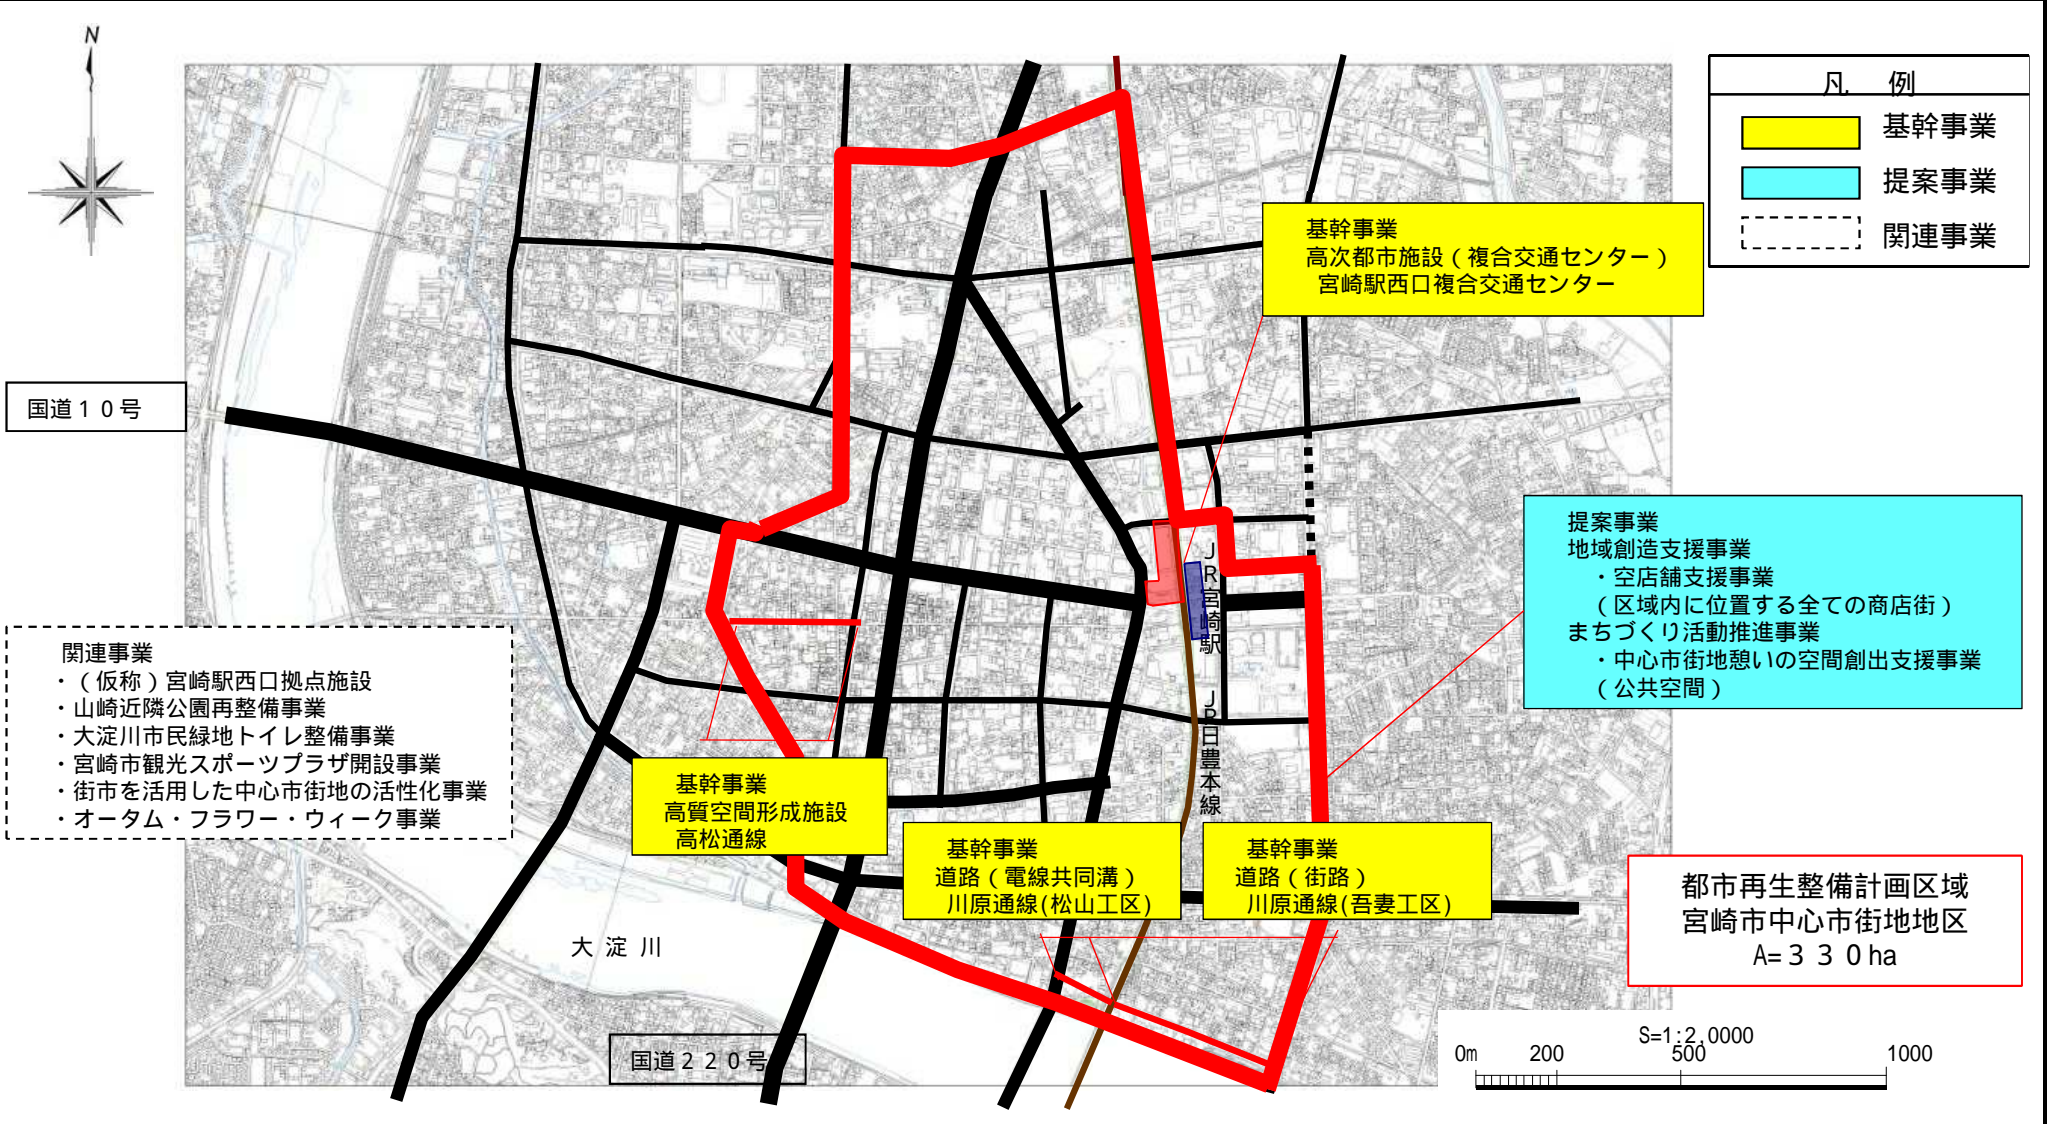 N
凡　例
基幹事業
提案事業
関連事業
基幹事業
高次都市施設（複合交通センター）
宮崎駅西口複合交通センター
国道１０号
提案事業
地域創造支援事業
・空店舗支援事業
（区域内に位置する全ての商店街）
まちづくり活動推進事業
・中心市街地憩いの空間創出支援事業
（公共空間）
ＪＲ宮崎駅
ＪＲ日豊本線
関連事業
・（仮称）宮崎駅西口拠点施設
・山崎近隣公園再整備事業
・大淀川市民緑地トイレ整備事業
・宮崎市観光スポーツプラザ開設事業
・街市を活用した中心市街地の活性化事業
・オータム・フラワー・ウィーク事業
基幹事業
高質空間形成施設
高松通線
基幹事業
道路（電線共同溝）
川原通線(松山工区)
基幹事業
道路（街路）
川原通線(吾妻工区)
都市再生整備計画区域
宮崎市中心市街地地区
A=３３０ha
大 淀 川
国道２２０号
S=1:2,0000
0m 200 500 1000